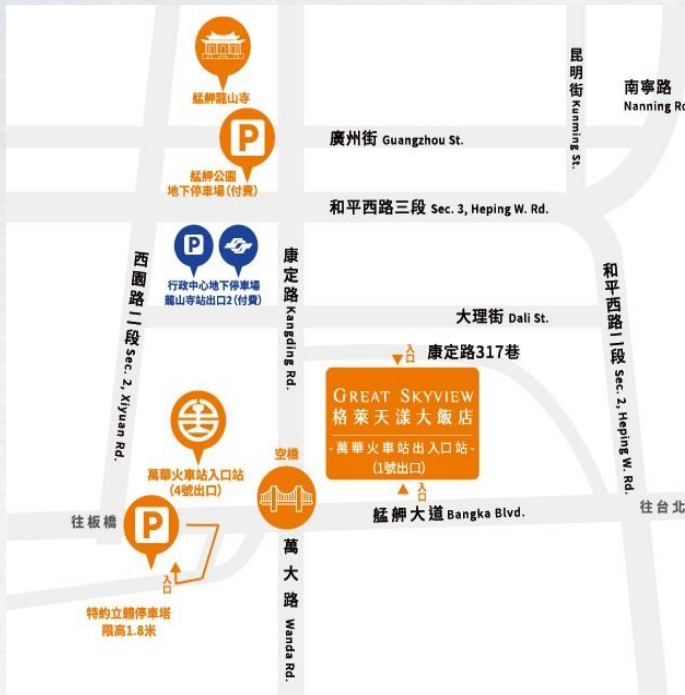 艋舺龍山寺
昆明街 Kunming St.
南寧路
Nanning Rd
P
廣州街 Guangzhou St.
艋舺公園
地下停車場(付費)
和平西路三段 Sec. 3, Heping W. Rd.
P
行政中心地下停車場
龍山寺站出口2(付費)
西園路二段 Sec. 2, Xiyuan Rd.
康定路 Kangding Rd.
和平西路二段 Sec. 2, Heping W. Rd.
大理街 Dali St.
入口
康定路317巷
GREAT SKYVIEW
格萊天漾大飯店
-萬華火車站出入口站-
(1號出口)
萬華火車站入口站
(4號出口)
空橋
入口
往板橋
P
艋舺大道 Bangka Blvd.
往台北
入口
萬大路 Wanda Rd.
特約立體停車塔
限高1.8米